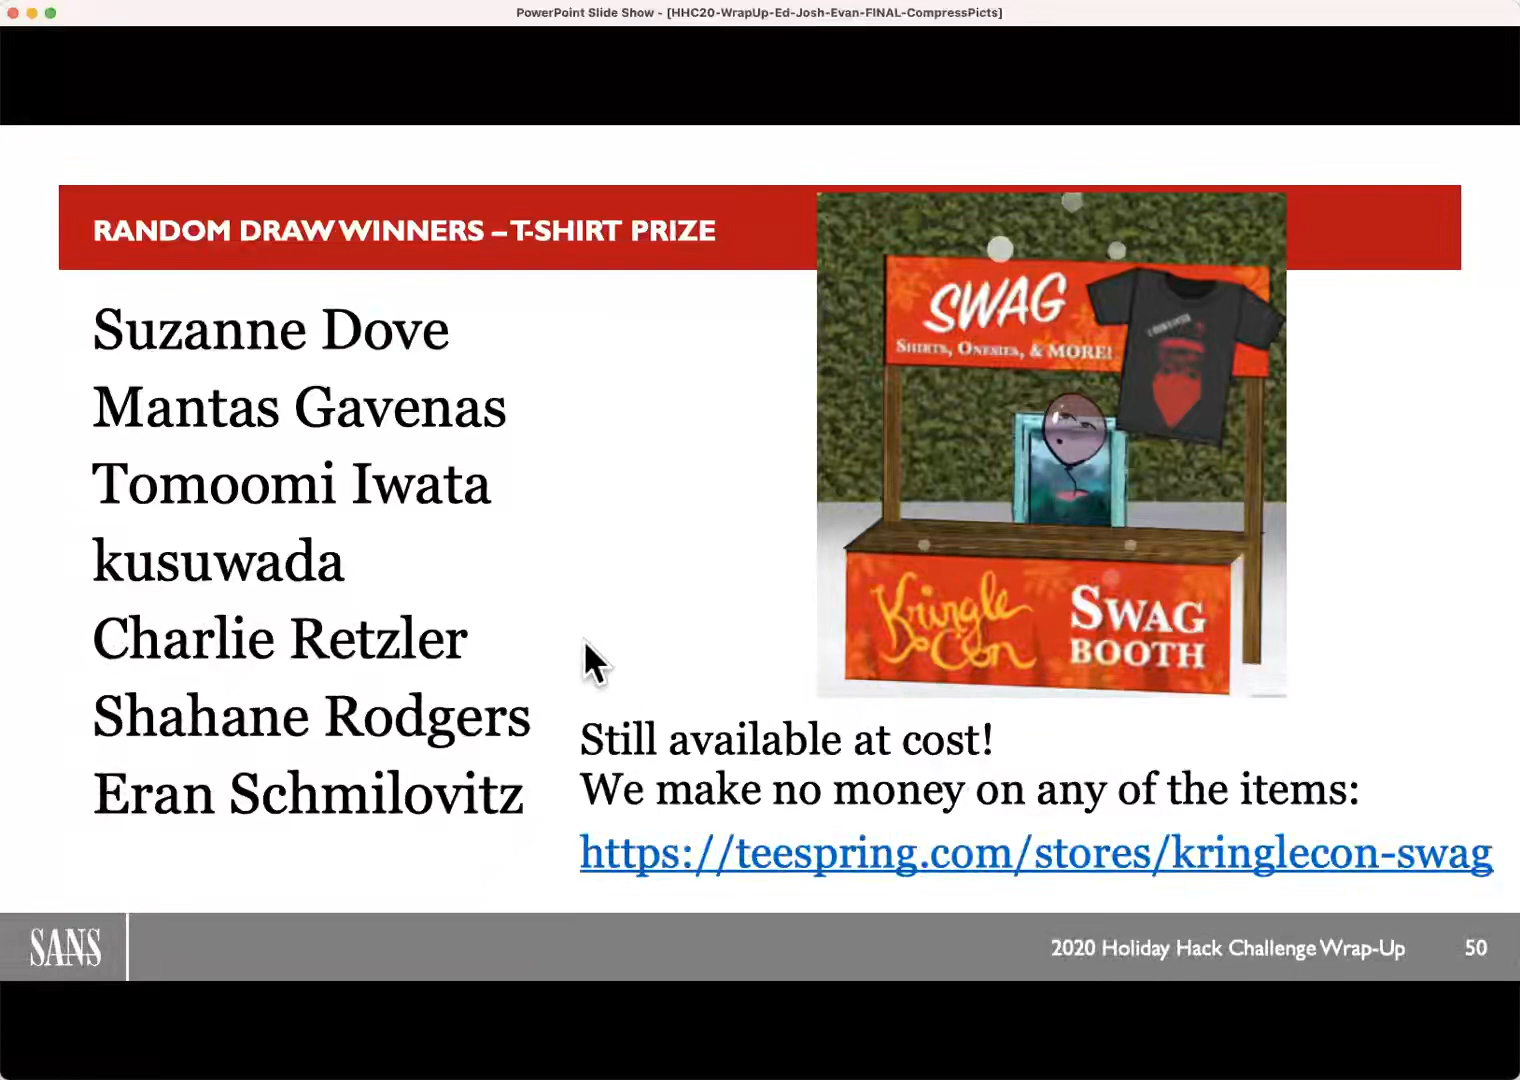 PowerPoint Slide Show - [HHC20-WrapUp-Ed-Josh-Evan-FINAL-CompressPicts]
RANDOM DRAW WINNERS – T-SHIRT PRIZE
Suzanne Dove
Mantas Gavenas
Tomoomi Iwata
kusuwada
Charlie Retzler
Shahane Rodgers
Eran Schmilovitz
SWAG
SHIRTS, ONESIES, & MORE!
Kringle
Con
SWAG
BOOTH
Still available at cost!
We make no money on any of the items:
https://teespring.com/stores/kringlecon-swag
SANS
2020 Holiday Hack Challenge Wrap-Up
50